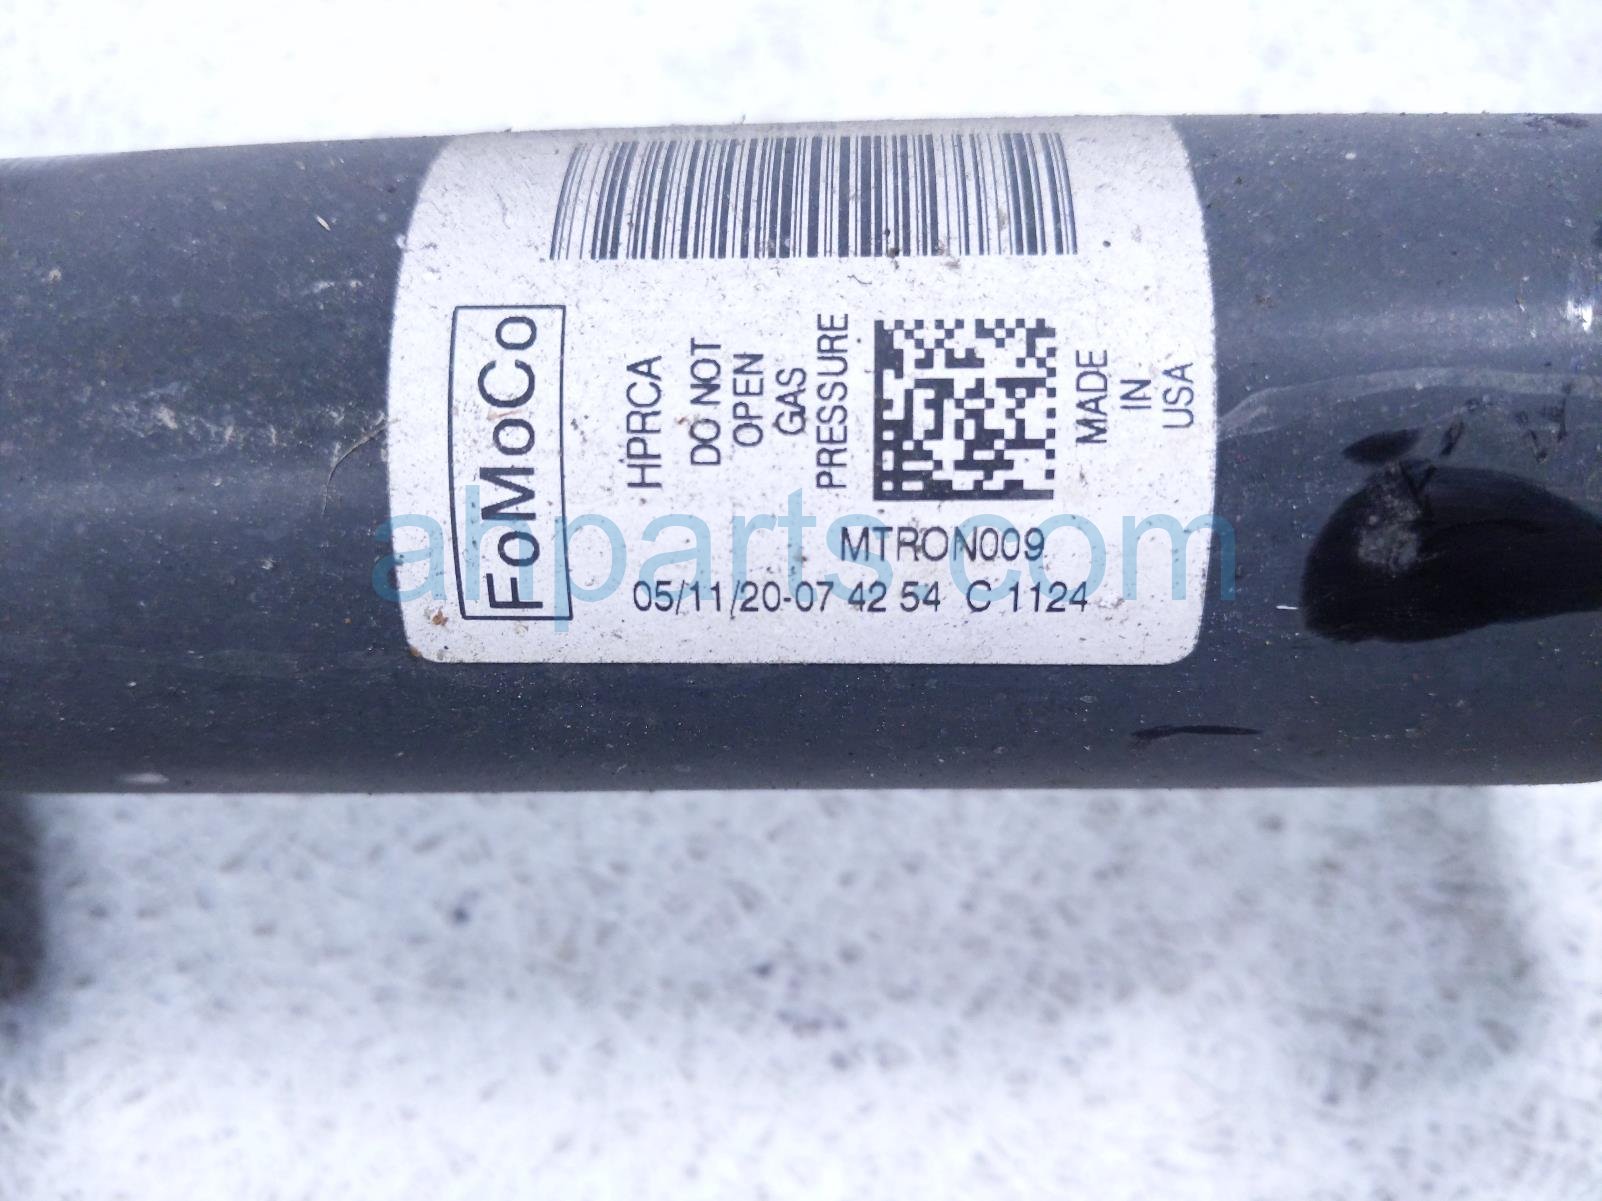 FoMoCo
HPRCA
DO NOT
OPEN
GAS
PRESSURE
MADE
IN
USA
MTRON009
05/11/20-07 42 54 C 1124
ahparts.com